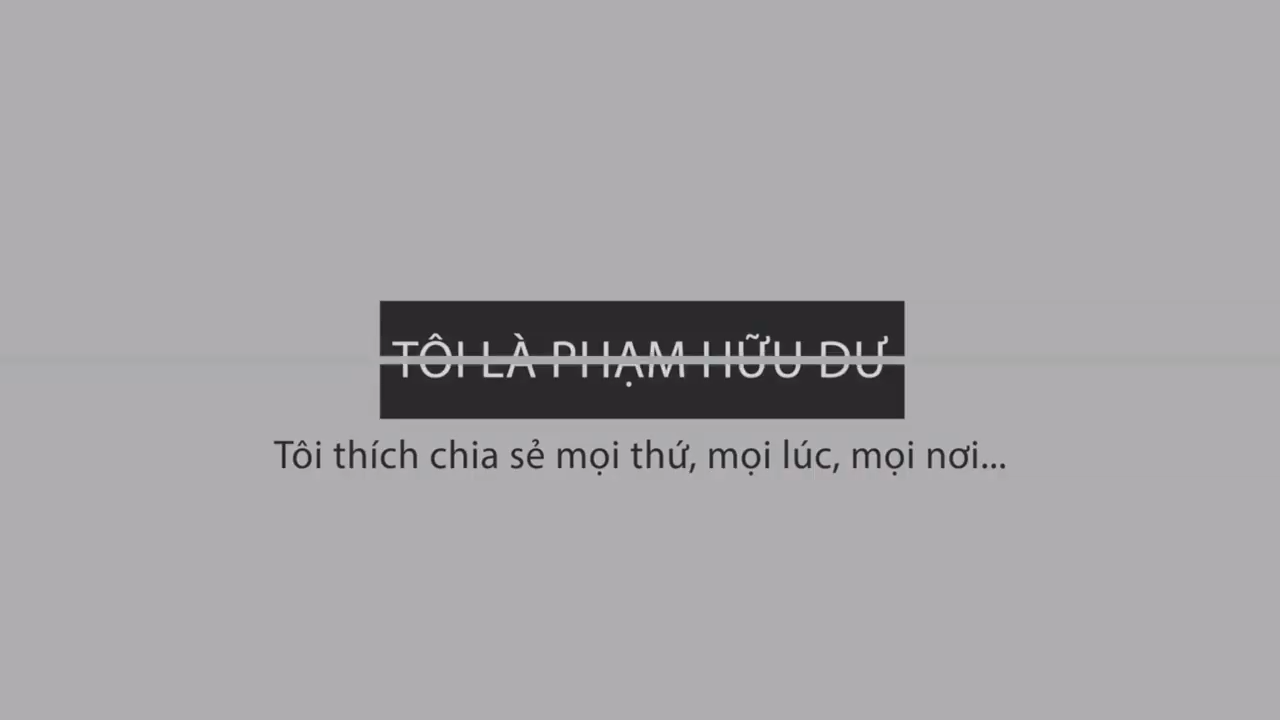 TÔI LÀ PHẠM HỮU DƯ
Tôi thích chia sẻ mọi thứ, mọi lúc, mọi nơi...